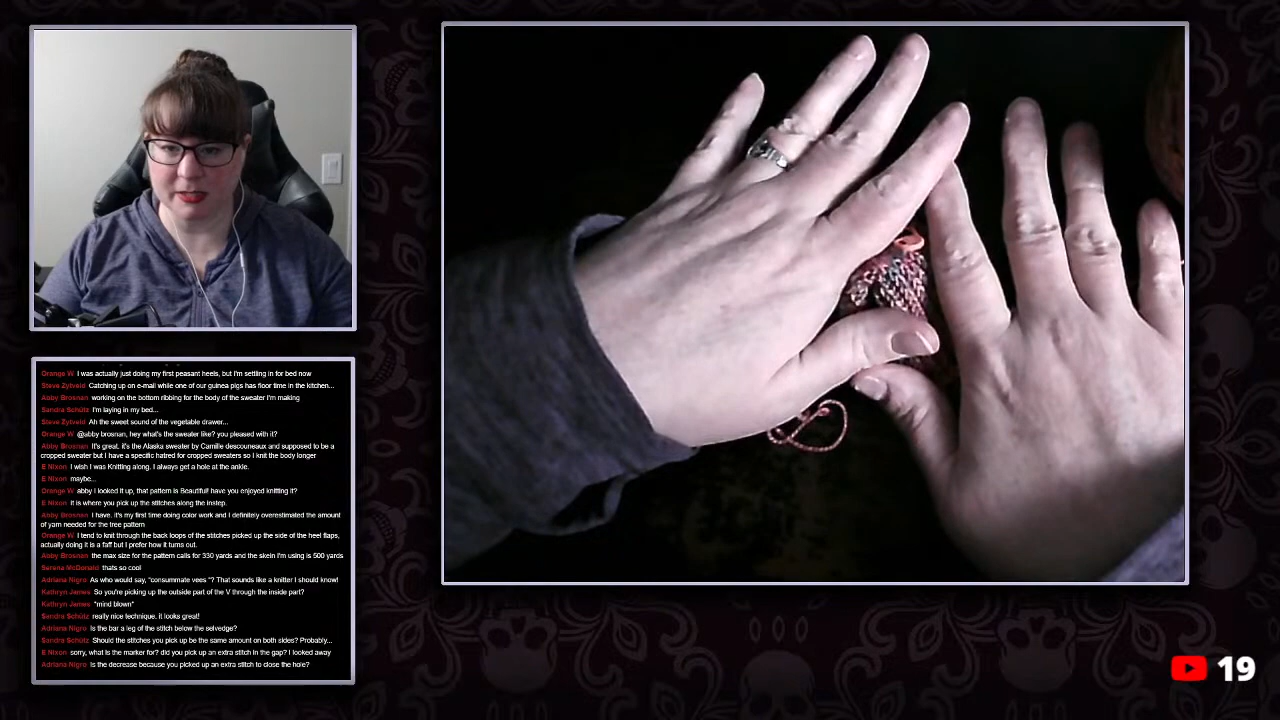 Orange W I was actually just doing my first peasant heels, but I'm settling in for bed now
Steve Zytveld Catching up on e-mail while one of our guinea pigs has floor time in the kitchen...
Abby Brosnan working on the bottom ribbing for the body of the sweater I'm making
Sandra Schütz I'm laying in my bed...
Steve Zytveld Ah the sweet sound of the vegetable drawer...
Orange W @abby brosnan, hey what's the sweater like? you pleased with it?
Abby Brosnan It's great. it's the Alaska sweater by Camille descouneaux and supposed to be a
cropped sweater but I have a specific hatred for cropped sweaters so I knit the body longer
E Nixon I wish I was Knitting along. I always get a hole at the ankle.
E Nixon maybe...
Orange W abby I looked it up, that pattern is Beautiful! have you enjoyed knitting it?
E Nixon It is where you pick up the stitches along the instep.
Abby Brosnan I have. it's my first time doing color work and I definitely overestimated the amount
of yarn needed for the tree pattern
Orange W I tend to knit through the back loops of the stitches picked up the side of the heel flaps,
actually doing it is a faff but I prefer how it turns out.
Abby Brosnan the max size for the pattern calls for 330 yards and the skein I'm using is 500 yards
Serena McDonald thats so cool
Adriana Nigro As who would say, "consummate vees "? That sounds like a knitter I should know!
Kathryn James So you're picking up the outside part of the V through the inside part?
Kathryn James *mind blown*
Sandra Schütz really nice technique, it looks great!
Adriana Nigro Is the bar a leg of the stitch below the selvedge?
Sandra Schütz Should the stitches you pick up be the same amount on both sides? Probably...
E Nixon sorry, what is the marker for? did you pick up an extra stitch in the gap? I looked away
Adriana Nigro Is the decrease because you picked up an extra stitch to close the hole?
19